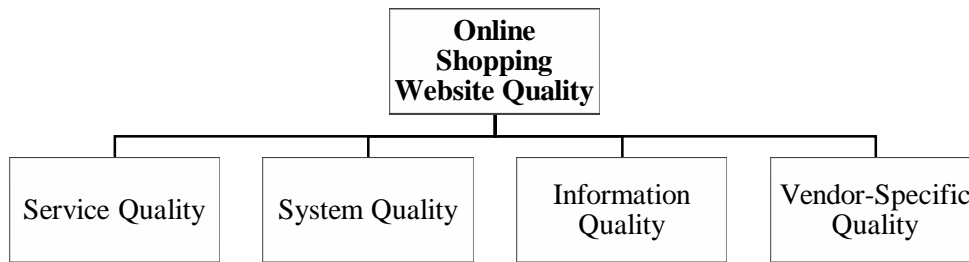 Online
Shopping
Website Quality
Service Quality
System Quality
Information
Quality
Vendor-Specific
Quality